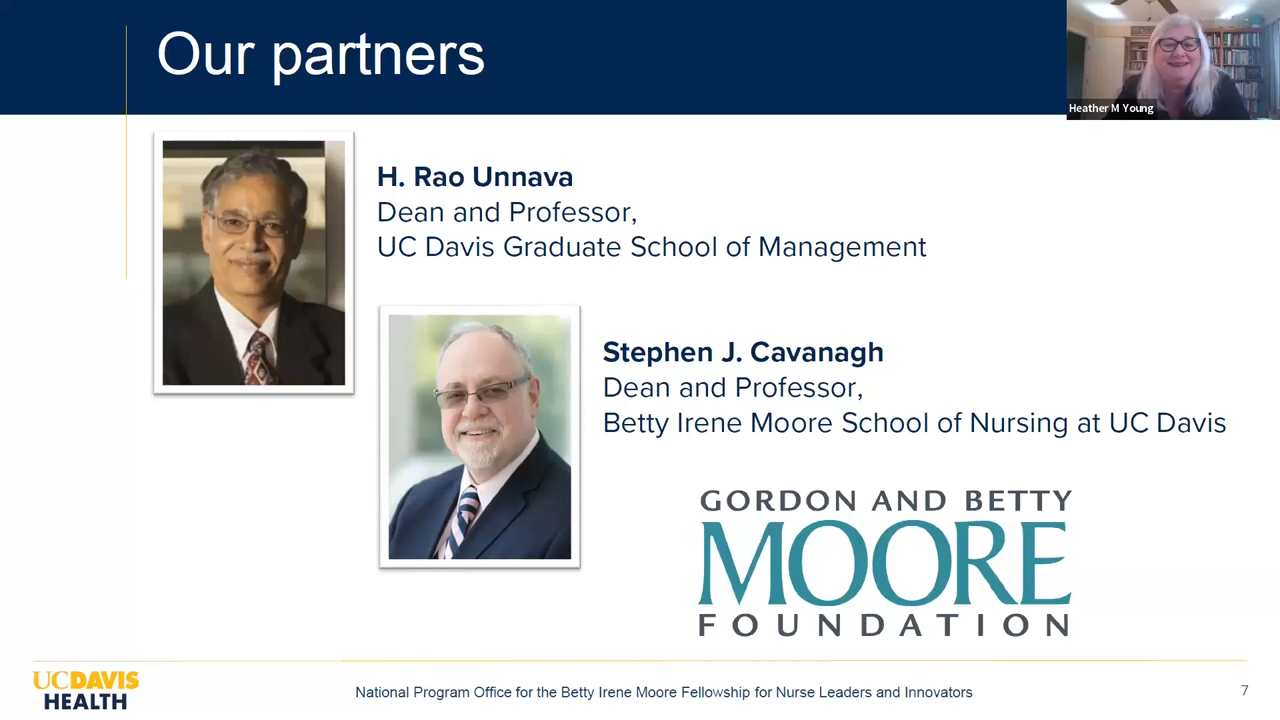 Our partners
Heather M Young
H. Rao Unnava
Dean and Professor,
UC Davis Graduate School of Management
Stephen J. Cavanagh
Dean and Professor,
Betty Irene Moore School of Nursing at UC Davis
GORDON AND BETTY
MOORE
FOUNDATION
UCDAVIS
HEALTH
National Program Office for the Betty Irene Moore Fellowship for Nurse Leaders and Innovators
7